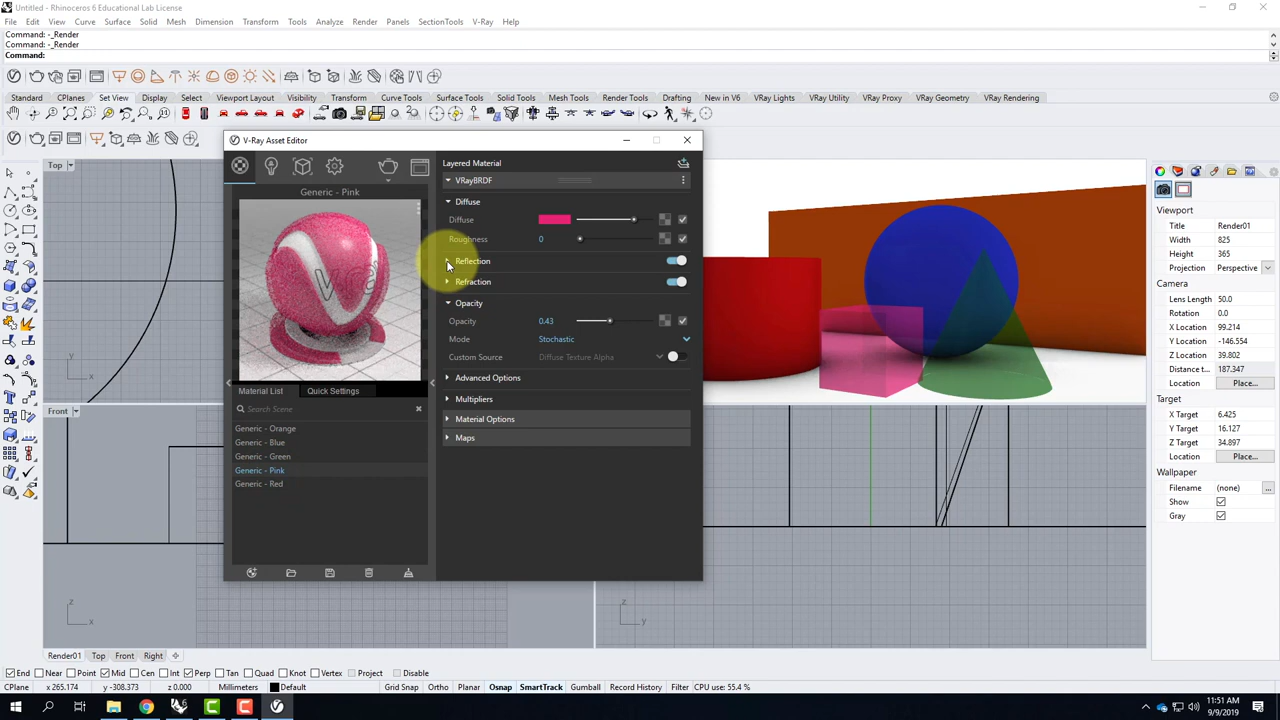 Untitled - Rhinoceros 6 Educational Lab License
File Edit View Curve Surface Solid Mesh Dimension Transform Tools Analyze Render Panels SectionTools V-Ray Help
Command: -_Render
Command: -_Render
Command:
Standard CPlanes Set View Display Select Viewport Layout Visibility Transform Curve Tools Surface Tools Solid Tools Mesh Tools Render Tools Drafting New in V6 VRay Lights VRay Utility VRay Proxy VRay Geometry VRay Rendering
V-Ray Asset Editor
Top
Generic - Pink
Material List Quick Settings
Search Scene
Generic - Orange
Generic - Blue
Generic - Green
Generic - Pink
Generic - Red
Layered Material
VRayBRDF
Diffuse
Diffuse
Roughness 0
Reflection
Refraction
Opacity
Opacity 0.43
Mode Stochastic
Custom Source Diffuse Texture Alpha
Advanced Options
Multipliers
Material Options
Maps
Front
y
x
z
x
z
y
Viewport
Title Render01
Width 825
Height 365
Projection Perspective
Camera
Lens Length 50.0
Rotation 0.0
X Location 99.214
Y Location -146.554
Z Location 39.802
Distance t... 187.347
Location Place...
Target
X Target 6.425
Y Target 16.127
Z Target 34.897
Location Place...
Wallpaper
Filename (none) ...
Show
Gray
Render01 Top Front Right
End Near Point Mid Cen Int Perp Tan Quad Knot Vertex Project Disable
CPlane x 265.174 y -308.373 z 0.000 Millimeters Default Grid Snap Ortho Planar Osnap SmartTrack Gumball Record History Filter CPU use: 55.4 %
11:51 AM
9/9/2019